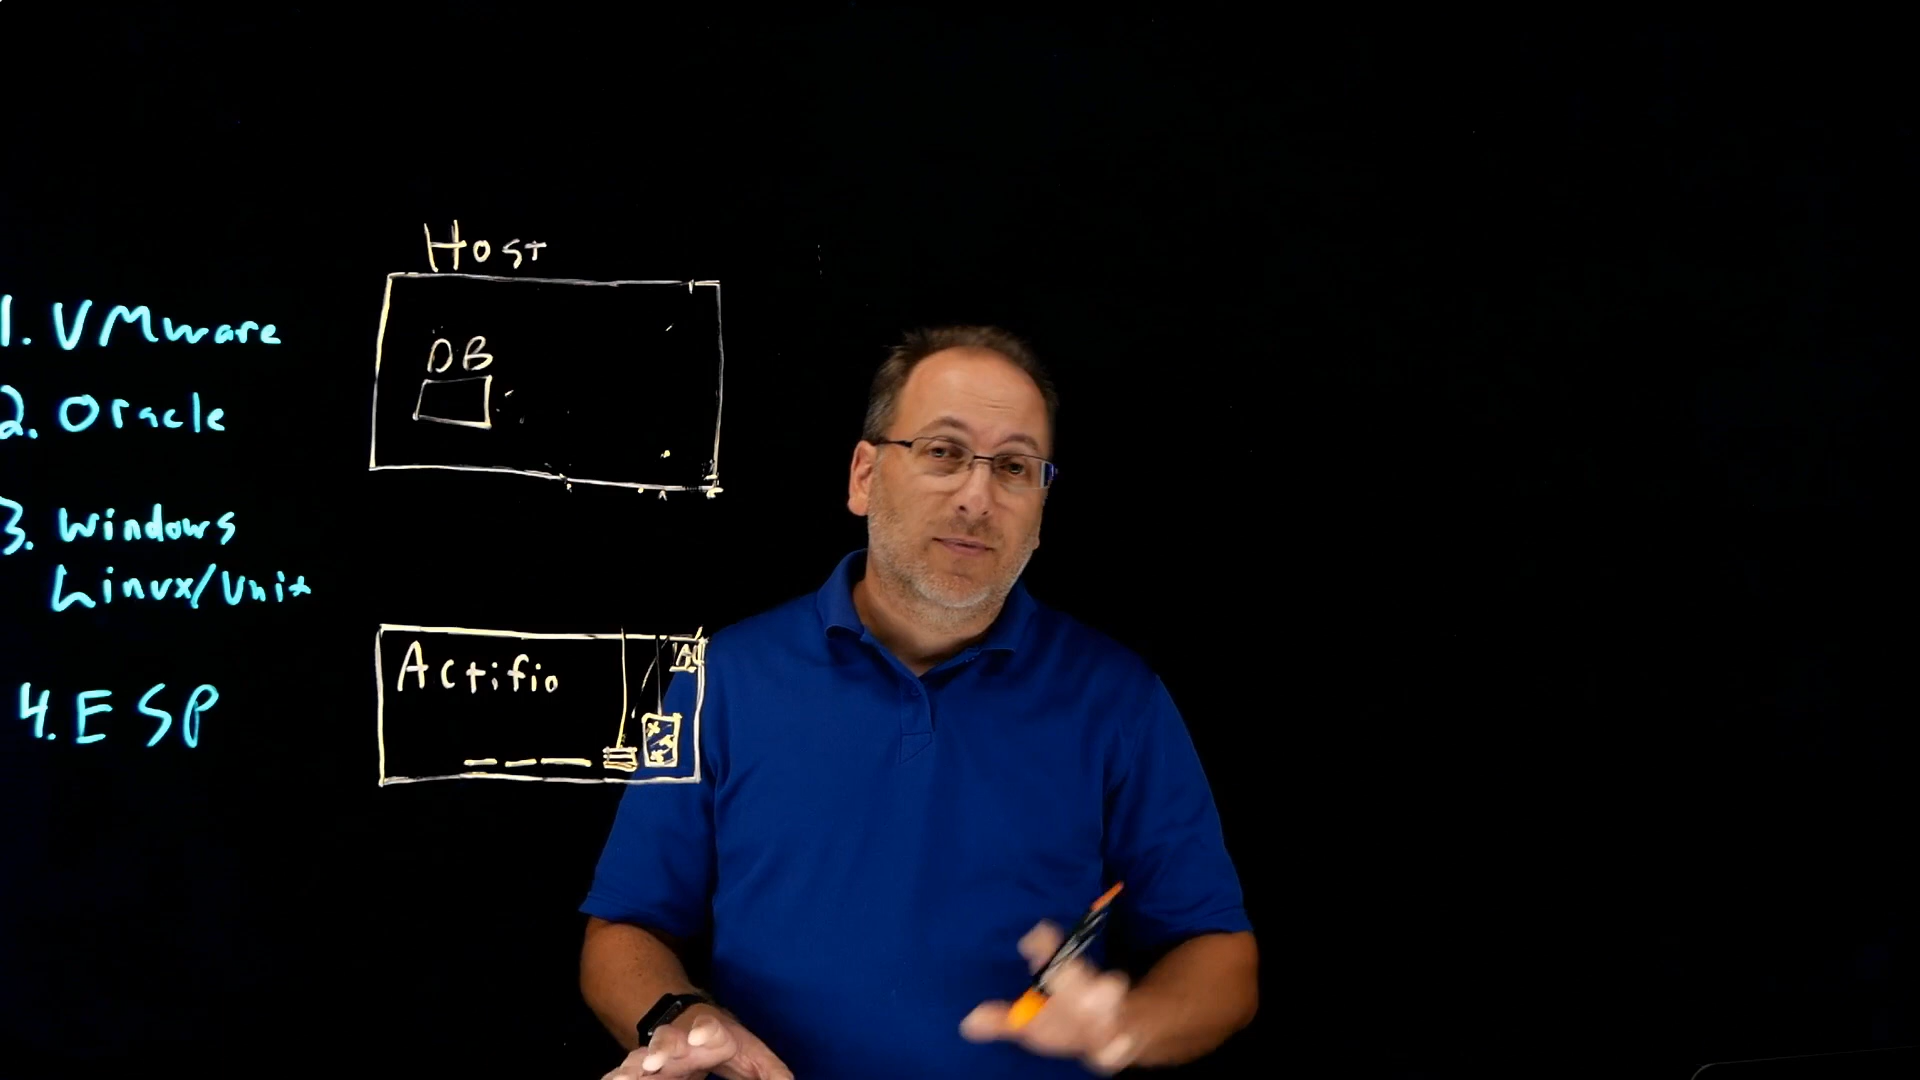 1. VMware
2. Oracle
3. Windows
Linux/Unix
4. ESP
Host
DB
Actifio